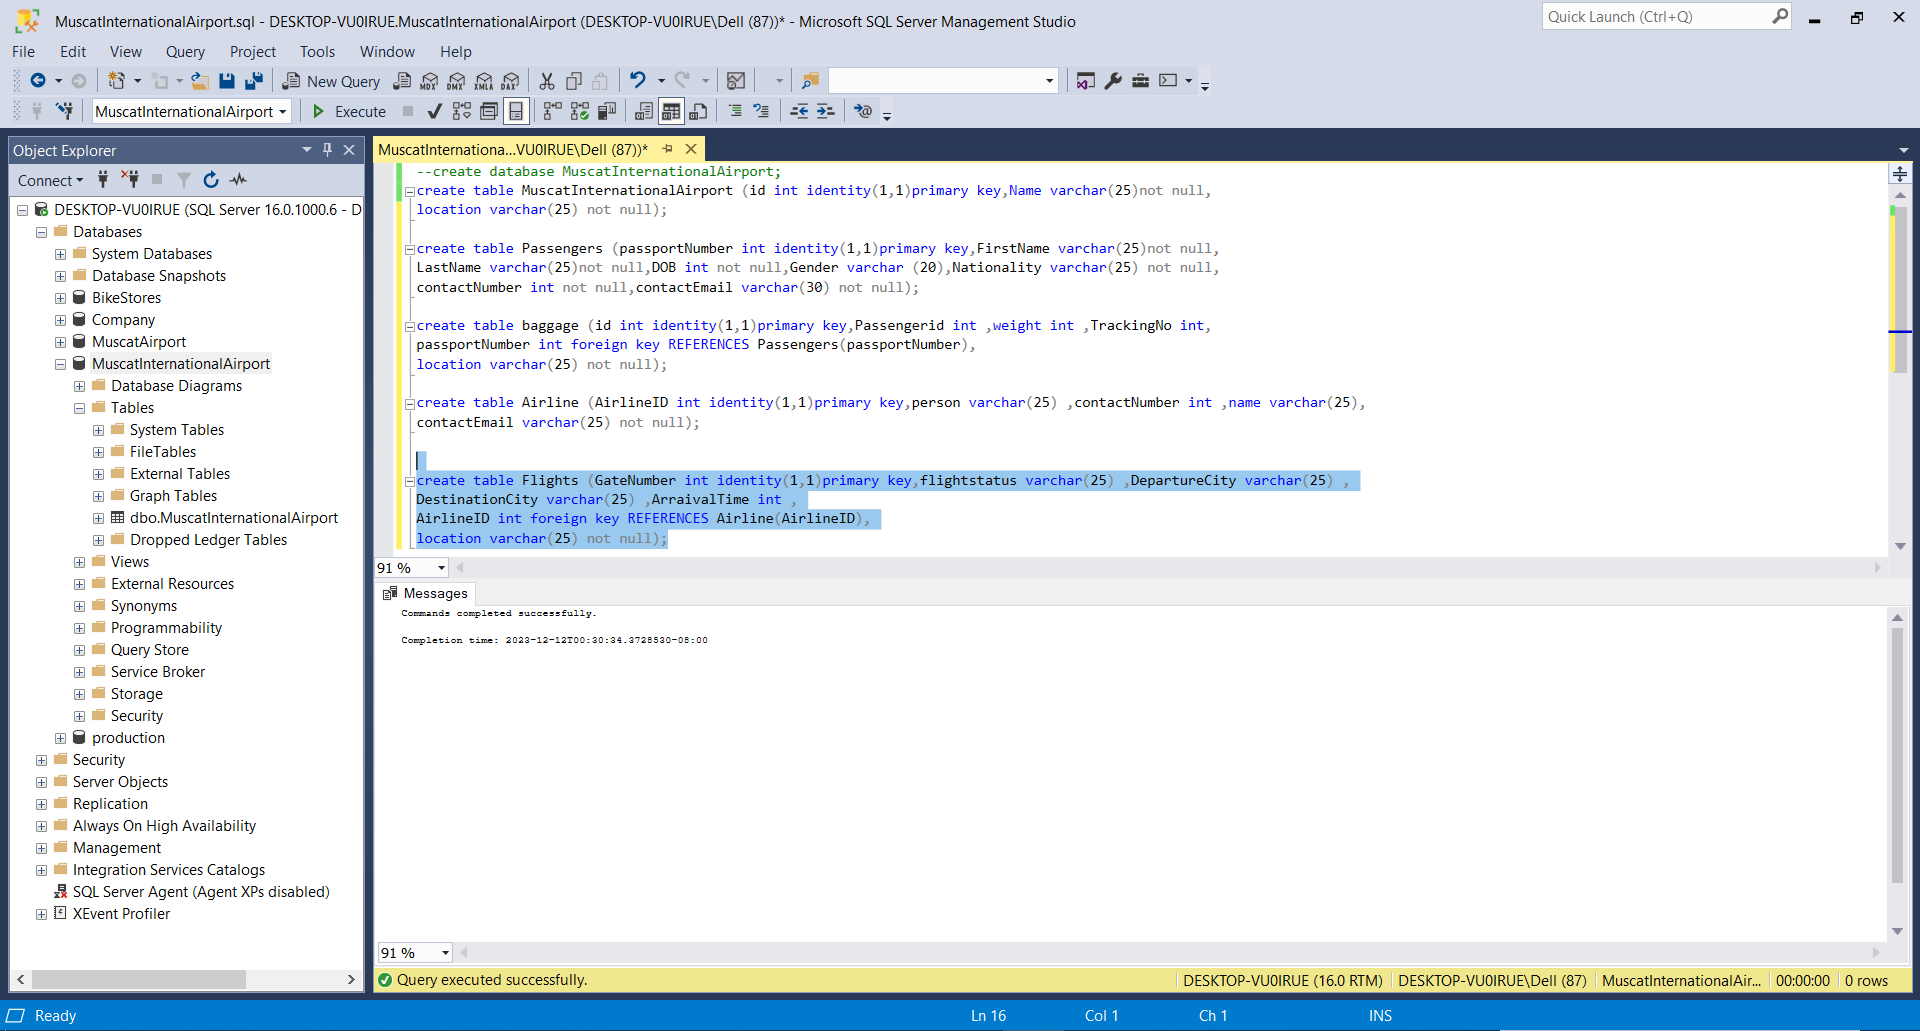 MuscatInternationalAirport.sql - DESKTOP-VU0IRUE.MuscatInternationalAirport (DESKTOP-VU0IRUE\Dell (87))* - Microsoft SQL Server Management Studio
Quick Launch (Ctrl+Q)
File Edit View Query Project Tools Window Help
New Query MDX DMX XMLA DAX
MuscatInternationalAirport Execute
Object Explorer
Connect
DESKTOP-VU0IRUE (SQL Server 16.0.1000.6 - D
Databases
System Databases
Database Snapshots
BikeStores
Company
MuscatAirport
MuscatInternationalAirport
Database Diagrams
Tables
System Tables
FileTables
External Tables
Graph Tables
dbo.MuscatInternationalAirport
Dropped Ledger Tables
Views
External Resources
Synonyms
Programmability
Query Store
Service Broker
Storage
Security
production
Security
Server Objects
Replication
Always On High Availability
Management
Integration Services Catalogs
SQL Server Agent (Agent XPs disabled)
XEvent Profiler
MuscatInternationa...VU0IRUE\Dell (87))*
--create database MuscatInternationalAirport;
create table MuscatInternationalAirport (id int identity(1,1)primary key,Name varchar(25)not null,
location varchar(25) not null);
create table Passengers (passportNumber int identity(1,1)primary key,FirstName varchar(25)not null,
LastName varchar(25)not null,DOB int not null,Gender varchar (20),Nationality varchar(25) not null,
contactNumber int not null,contactEmail varchar(30) not null);
create table baggage (id int identity(1,1)primary key,Passengerid int ,weight int ,TrackingNo int,
passportNumber int foreign key REFERENCES Passengers(passportNumber),
location varchar(25) not null);
create table Airline (AirlineID int identity(1,1)primary key,person varchar(25) ,contactNumber int ,name varchar(25),
contactEmail varchar(25) not null);
create table Flights (GateNumber int identity(1,1)primary key,flightstatus varchar(25) ,DepartureCity varchar(25) ,
DestinationCity varchar(25) ,ArraivalTime int ,
AirlineID int foreign key REFERENCES Airline(AirlineID),
location varchar(25) not null);
91 %
Messages
Commands completed successfully.
Completion time: 2023-12-12T00:30:34.3728530-08:00
91 %
Query executed successfully. DESKTOP-VU0IRUE (16.0 RTM) DESKTOP-VU0IRUE\Dell (87) MuscatInternationalAir... 00:00:00 0 rows
Ready Ln 16 Col 1 Ch 1 INS